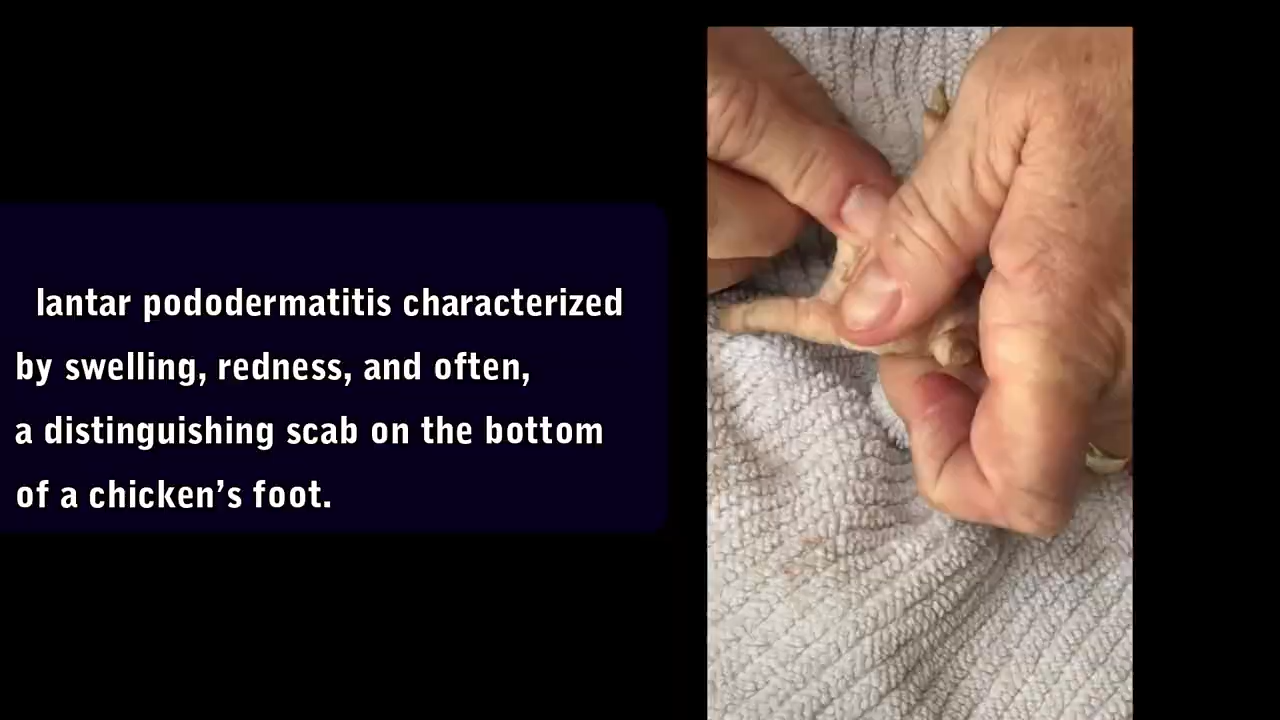 lantar pododermatitis characterized
by swelling, redness, and often,
a distinguishing scab on the bottom
of a chicken’s foot.